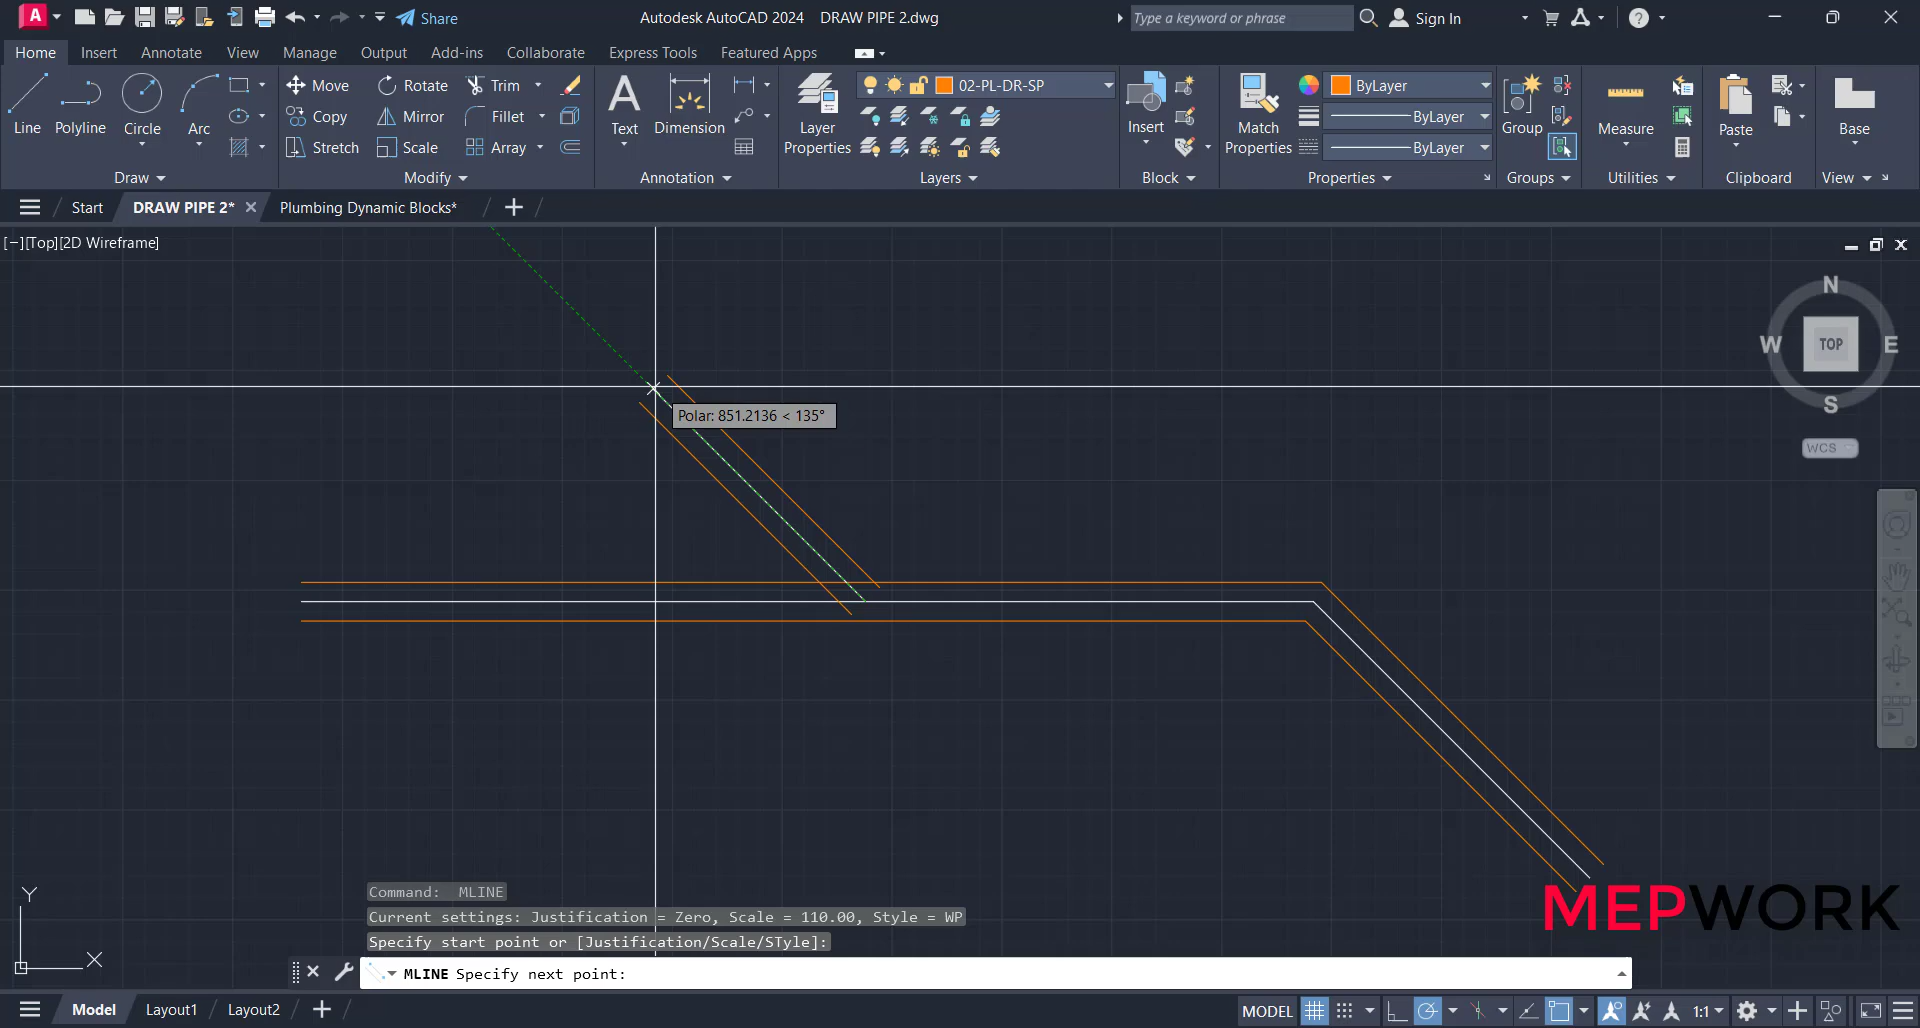 A
Share
Autodesk AutoCAD 2024 DRAW PIPE 2.dwg
Type a keyword or phrase
Sign In
Home Insert Annotate View Manage Output Add-ins Collaborate Express Tools Featured Apps
Line Polyline Circle Arc
Draw
Move Rotate Trim
Copy Mirror Fillet
Stretch Scale Array
Modify
Text Dimension
Annotation
Layer Properties
02-PL-DR-SP
Layers
Insert
Block
Match Properties
ByLayer
ByLayer
ByLayer
Properties
Group
Groups
Measure
Utilities
Paste
Clipboard
Base
View
Start DRAW PIPE 2* Plumbing Dynamic Blocks*
[−][Top][2D Wireframe]
N
W TOP E
S
WCS
Polar: 851.2136 < 135°
Y
X
Command: MLINE
Current settings: Justification = Zero, Scale = 110.00, Style = WP
Specify start point or [Justification/Scale/STyle]:
MLINE Specify next point:
MEPWORK
Model Layout1 Layout2
MODEL 1:1